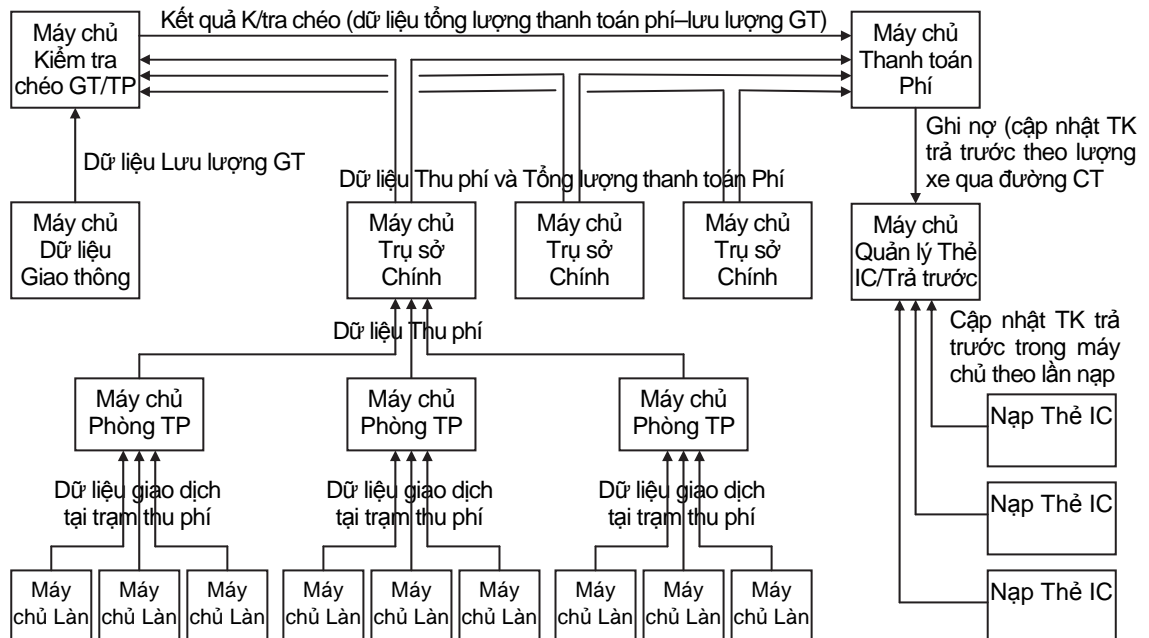 Kết quả K/tra chéo (dữ liệu tổng lượng thanh toán phí–lưu lượng GT)
Máy chủ
Kiểm tra
chéo GT/TP
Máy chủ
Thanh toán
Phí
Ghi nợ (cập nhật TK
trả trước theo lượng
xe qua đường CT
Dữ liệu Lưu lượng GT
Dữ liệu Thu phí và Tổng lượng thanh toán Phí
Máy chủ
Dữ liệu
Giao thông
Máy chủ
Trụ sở
Chính
Máy chủ
Trụ sở
Chính
Máy chủ
Trụ sở
Chính
Máy chủ
Quản lý Thẻ
IC/Trả trước
Dữ liệu Thu phí
Cập nhật TK trả
trước trong máy
chủ theo lần nạp
Máy chủ
Phòng TP
Máy chủ
Phòng TP
Máy chủ
Phòng TP
Nạp Thẻ IC
Dữ liệu giao dịch
tại trạm thu phí
Dữ liệu giao dịch
tại trạm thu phí
Dữ liệu giao dịch
tại trạm thu phí
Nạp Thẻ IC
Máy
chủ Làn
Máy
chủ Làn
Máy
chủ Làn
Máy
chủ Làn
Máy
chủ Làn
Máy
chủ Làn
Máy
chủ Làn
Máy
chủ Làn
Máy
chủ Làn
Nạp Thẻ IC